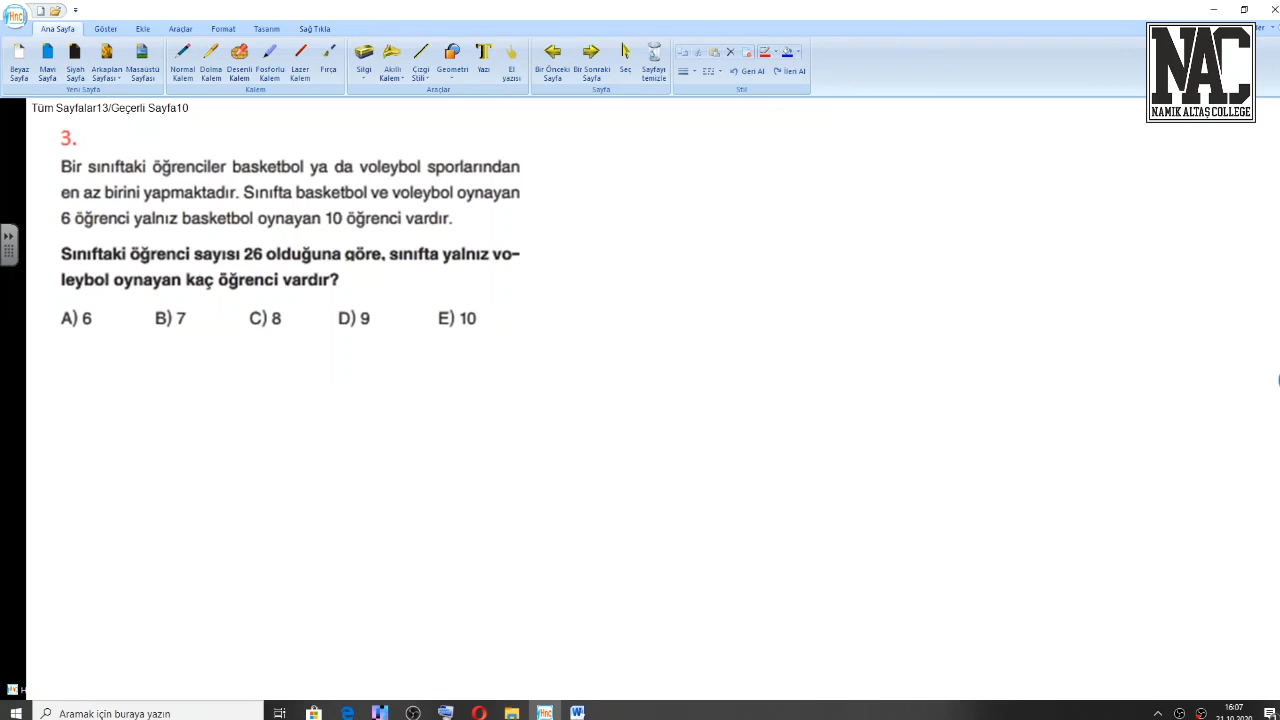 Ana Sayfa Göster Ekle Araçlar Format Tasarım Sağ Tıkla
Beyaz Sayfa Mavi Sayfa Siyah Sayfa Arkaplan Sayfası Masaüstü Sayfası
Normal Kalem Dolma Kalem Desenli Kalem Fosforlu Kalem Lazer Kalem Fırça
Silgi Akıllı Kalem Çizgi Stili Geometri Yazı El yazısı
Bir Önceki Sayfa Bir Sonraki Sayfa Sec Sayfayı temizle
Geri Al İleri Al
Yeni Sayfa Kalem Araçlar Sayfa Stil
NAC
NAMIK ALTAŞ COLLEGE
Tüm Sayfalar13/Geçerli Sayfa10
3.
Bir sınıftaki öğrenciler basketbol ya da voleybol sporlarından
en az birini yapmaktadır. Sınıfta basketbol ve voleybol oynayan
6 öğrenci yalnız basketbol oynayan 10 öğrenci vardır.
Sınıftaki öğrenci sayısı 26 olduğuna göre, sınıfta yalnız vo-
leybol oynayan kaç öğrenci vardır?
A) 6 B) 7 C) 8 D) 9 E) 10
Aramak için buraya yazın
16:07
21.10.2020